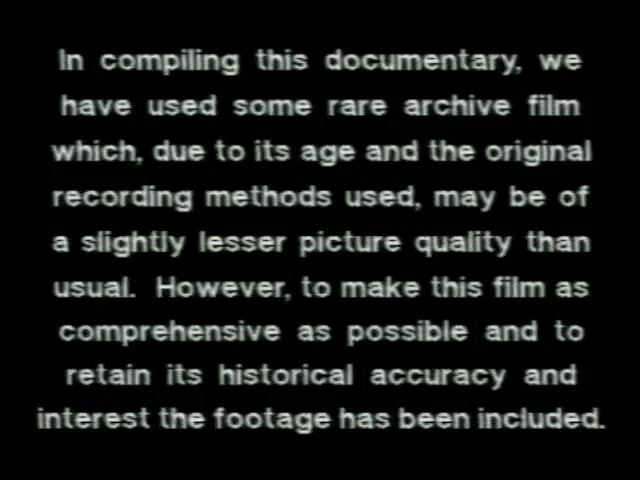 In compiling this documentary, we
have used some rare archive film
which, due to its age and the original
recording methods used, may be of
a slightly lesser picture quality than
usual. However, to make this film as
comprehensive as possible and to
retain its historical accuracy and
interest the footage has been included.